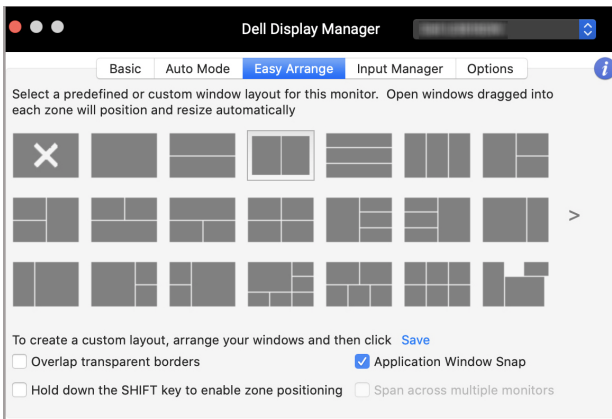 Dell Display Manager
Basic
Auto Mode
Easy Arrange
Input Manager
Options
i
Select a predefined or custom window layout for this monitor.  Open windows dragged into
each zone will position and resize automatically
>
To create a custom layout, arrange your windows and then click  Save
Overlap transparent borders
Application Window Snap
Hold down the SHIFT key to enable zone positioning
Span across multiple monitors